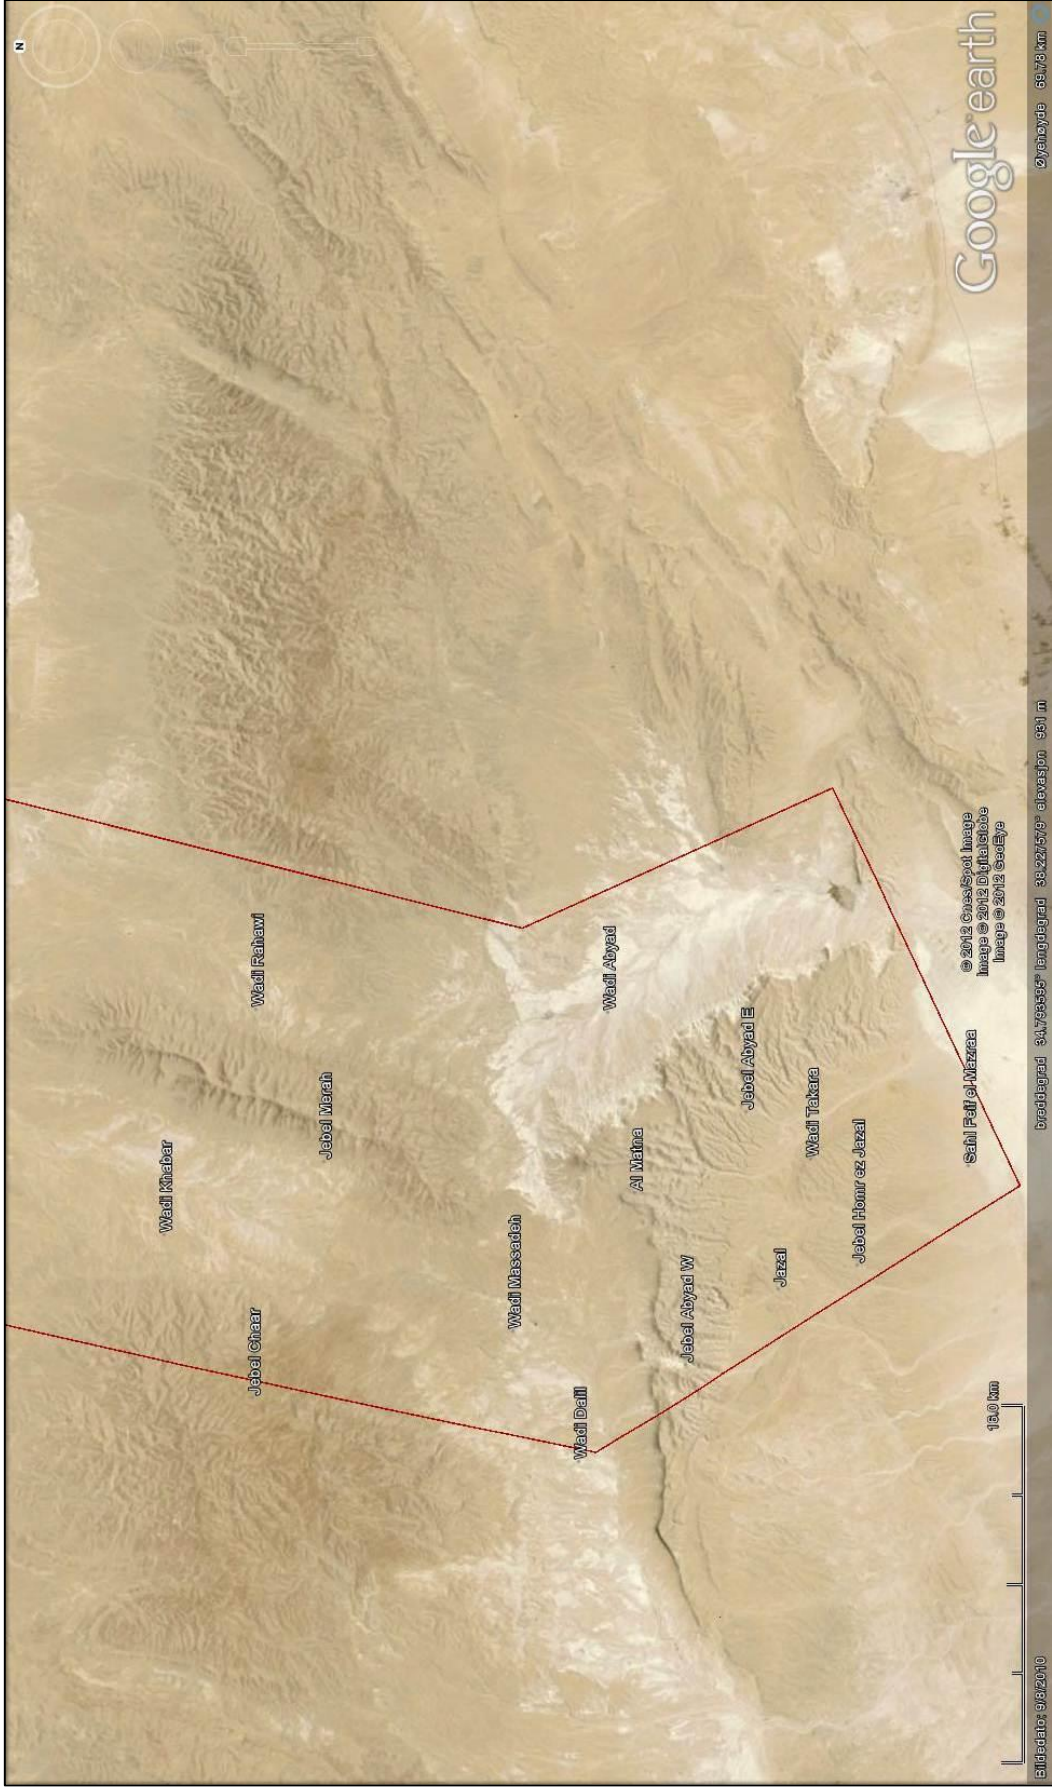 N
Wadi Khabar
Jebel Chaar
Wadi Rahawi
Jebel Merah
Wadi Massadeh
Wadi Dalil
Wadi Abyad
Al Matna
Jebel Abyad W
Jebel Abyad E
Jazal
Wadi Takara
Jebel Homr ez Jazal
Sahl Feif el-Mazraa
16.0 km
© 2012 Cnes/Spot Image
Image © 2012 DigitalGlobe
Image © 2012 GeoEye
Google earth
Bildedato: 9/8/2010
breddegrad 34.793595° lengdegrad 38.227579° elevasjon 931 m
Øyehøyde 69.78 km